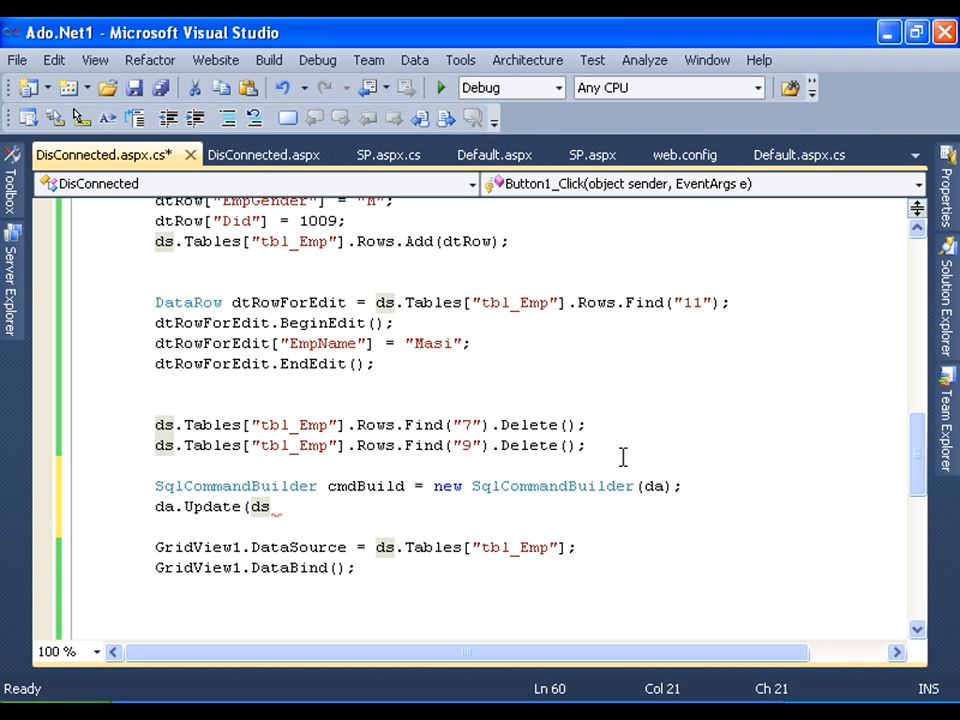 Ado.Net1 - Microsoft Visual Studio
File Edit View Refactor Website Build Debug Team Data Tools Architecture Test Analyze Window Help
Debug Any CPU
DisConnected.aspx.cs* DisConnected.aspx SP.aspx.cs Default.aspx SP.aspx web.config Default.aspx.cs
DisConnected Button1_Click(object sender, EventArgs e)
Toolbox
Server Explorer
Properties
Solution Explorer
Team Explorer
dtRow["EmpGender"] = "M";
dtRow["Did"] = 1009;
ds.Tables["tbl_Emp"].Rows.Add(dtRow);
DataRow dtRowForEdit = ds.Tables["tbl_Emp"].Rows.Find("11");
dtRowForEdit.BeginEdit();
dtRowForEdit["EmpName"] = "Masi";
dtRowForEdit.EndEdit();
ds.Tables["tbl_Emp"].Rows.Find("7").Delete();
ds.Tables["tbl_Emp"].Rows.Find("9").Delete();
SqlCommandBuilder cmdBuild = new SqlCommandBuilder(da);
da.Update(ds
GridView1.DataSource = ds.Tables["tbl_Emp"];
GridView1.DataBind();
100 %
Ready Ln 60 Col 21 Ch 21 INS